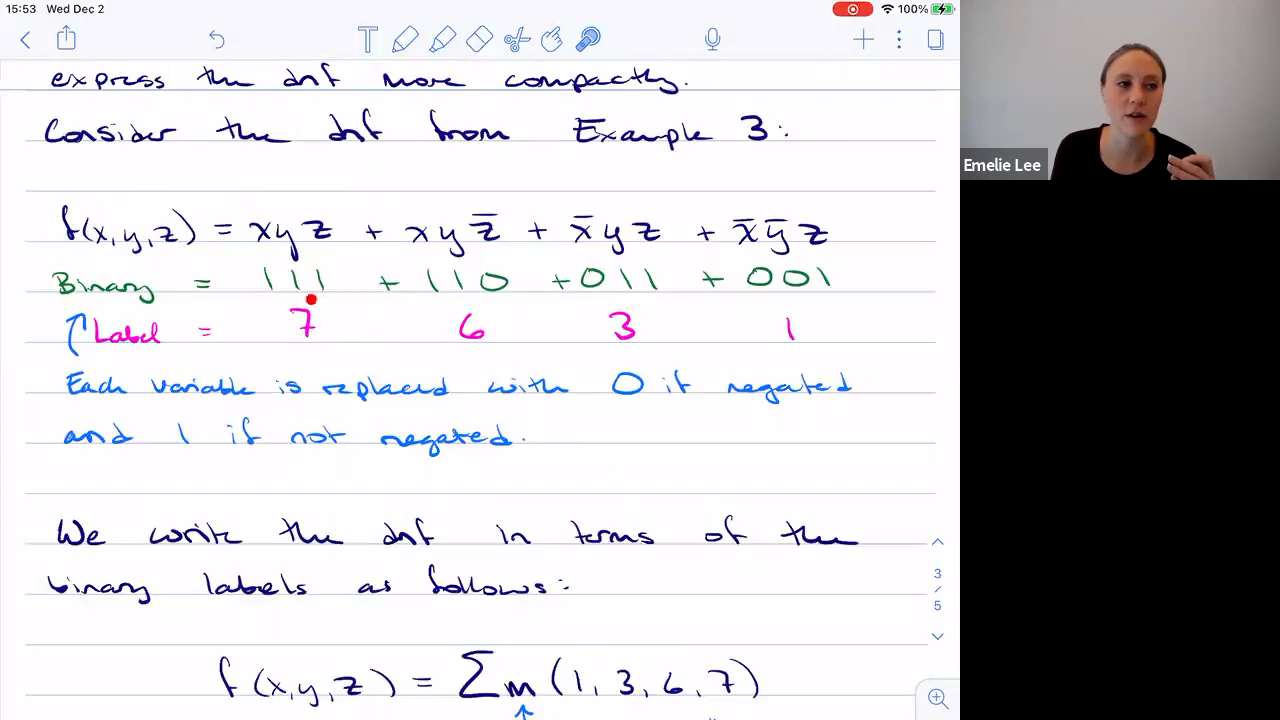 15:53 Wed Dec 2
100%
express the dnf more compactly.
Consider the dnf from Example 3:
f(x,y,z) = xyz + xyz̅ + x̅yz + x̅y̅z
Binary = 111 + 110 + 011 + 001
↑ Label = 7 6 3 1
Each variable is replaced with 0 if negated
and 1 if not negated.
We write the dnf in terms of the
binary labels as follows:
f(x,y,z) = Σm (1, 3, 6, 7)
↑
3
/
5
Emelie Lee